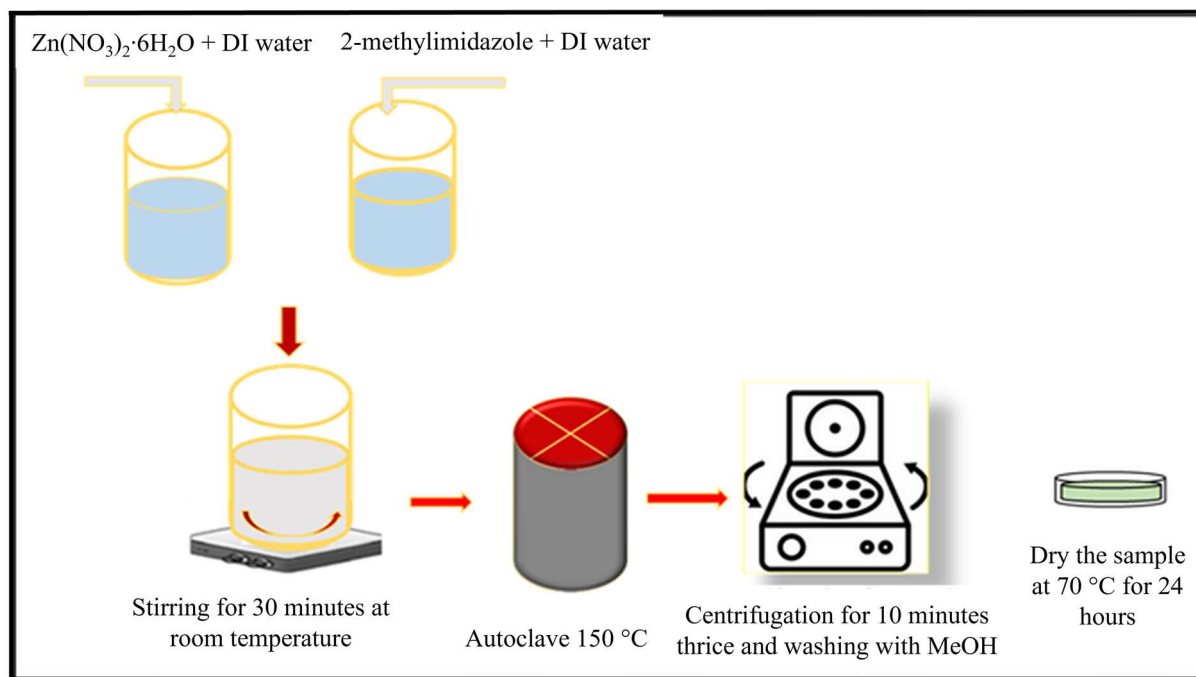 Zn(NO₃)₂·6H₂O + DI water
2-methylimidazole + DI water
Stirring for 30 minutes at
room temperature
Autoclave 150 °C
Centrifugation for 10 minutes
thrice and washing with MeOH
Dry the sample
at 70 °C for 24
hours